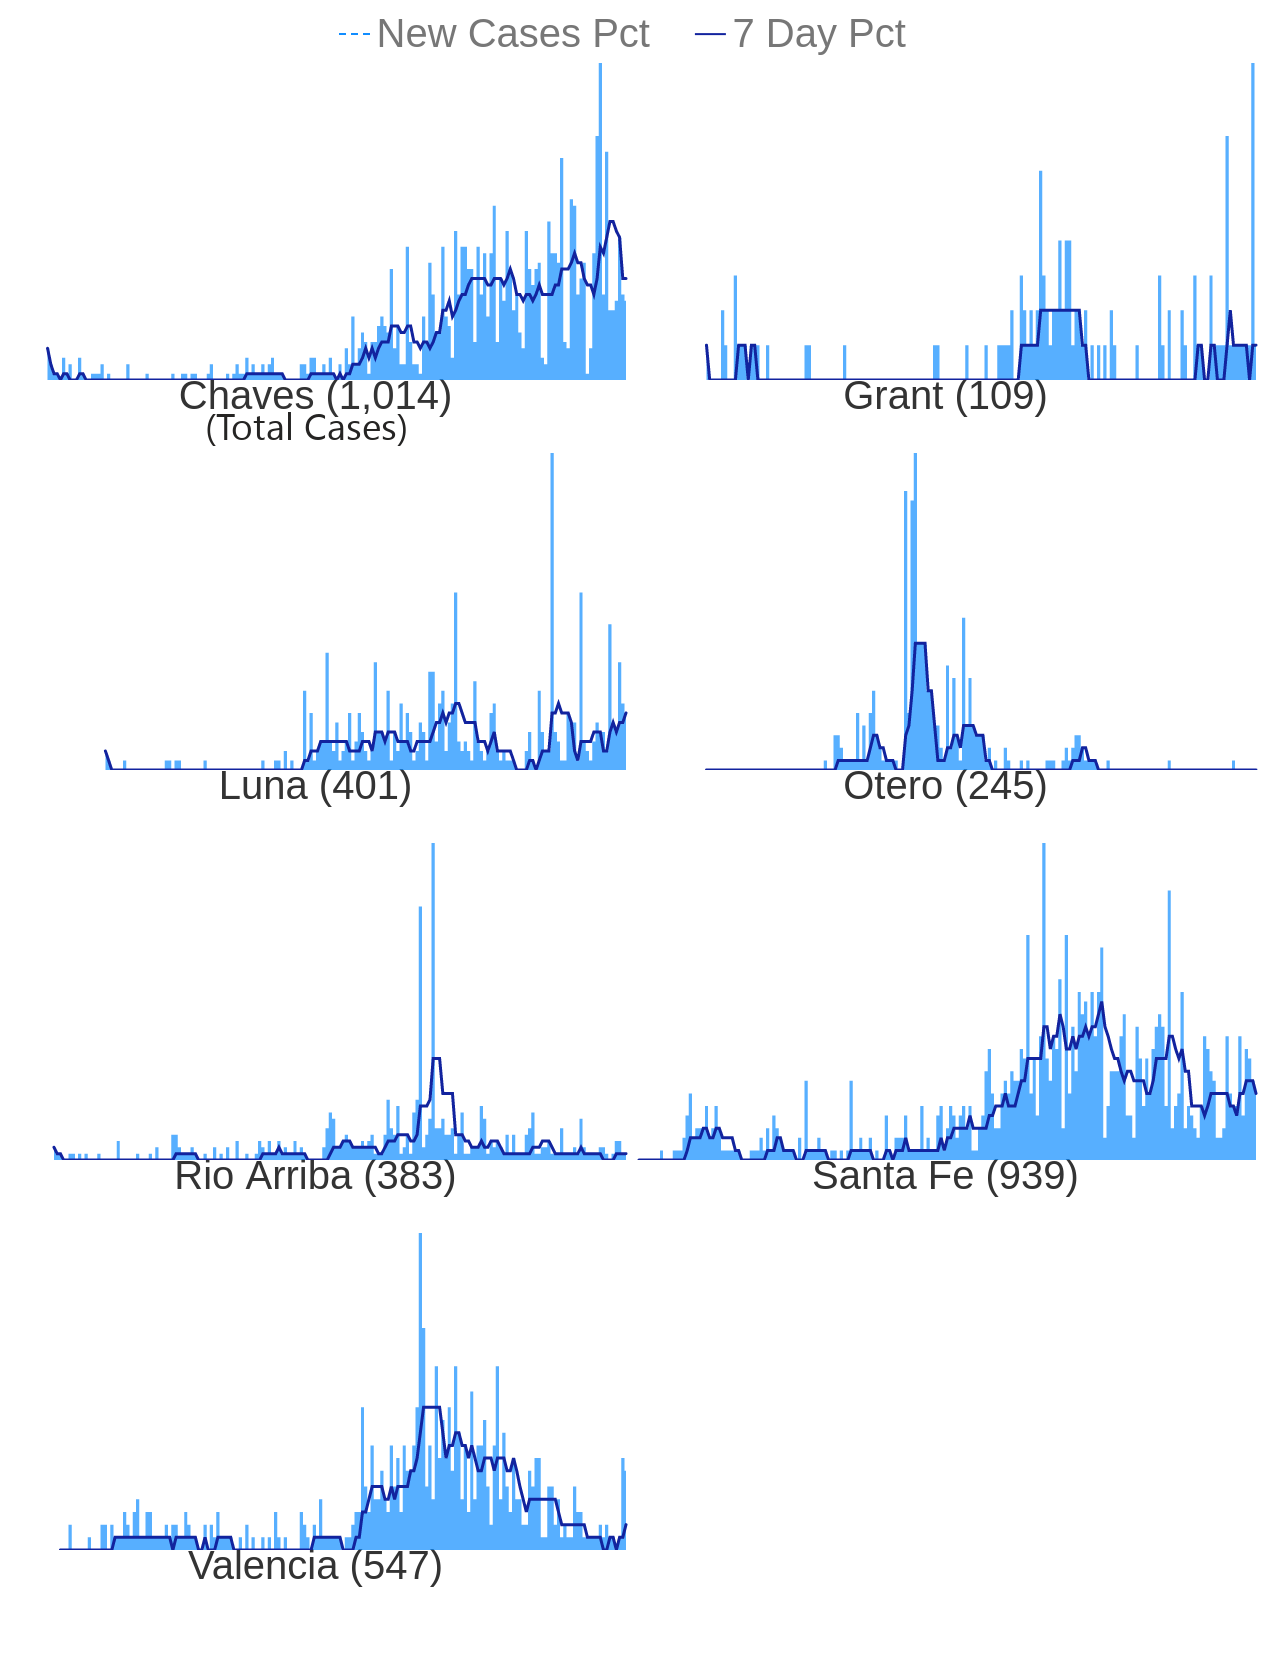 New Cases Pct 7 Day Pct
Chaves (1,014)
(Total Cases)
Grant (109)
Luna (401)
Otero (245)
Rio Arriba (383)
Santa Fe (939)
Valencia (547)